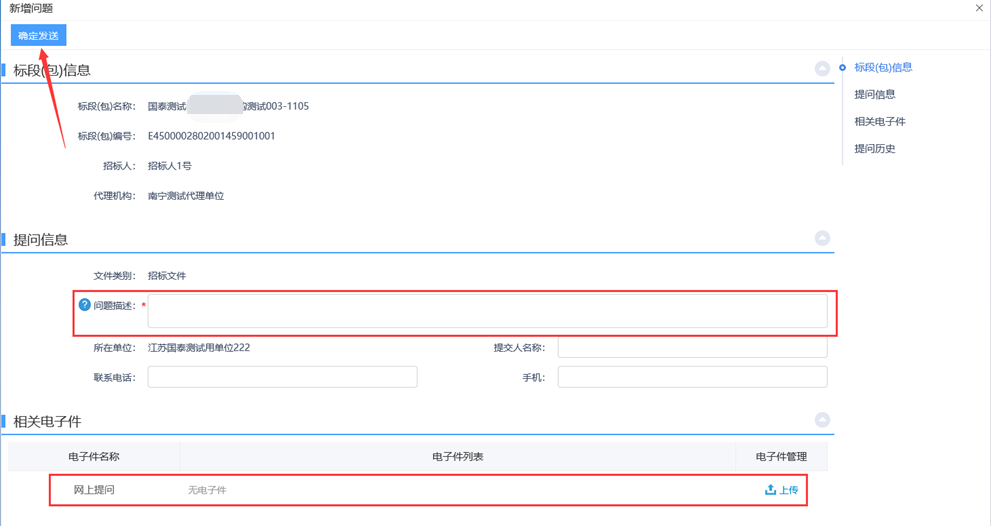 新增问题
确定发送
标段(包)信息
标段(包)名称： 国泰测试 测试003-1105
标段(包)编号： E4500002802001459001001
招标人： 招标人1号
代理机构： 南宁测试代理单位
提问信息
文件类别： 招标文件
? 问题描述： *
所在单位： 江苏国泰测试用单位222 提交人名称：
联系电话： 手机：
相关电子件
电子件名称 电子件列表 电子件管理
网上提问 无电子件 上传
标段(包)信息
提问信息
相关电子件
提问历史